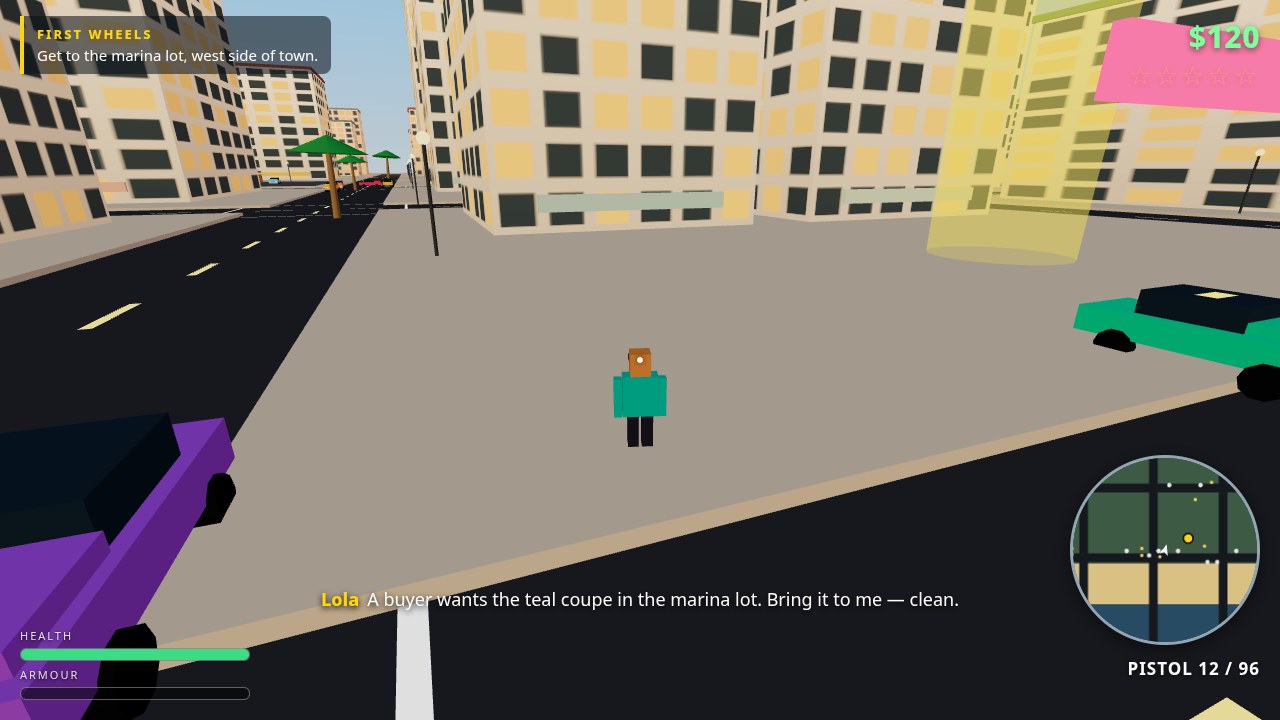 FIRST WHEELS
Get to the marina lot, west side of town.
$120
Lola A buyer wants the teal coupe in the marina lot. Bring it to me — clean.
HEALTH
ARMOUR
PISTOL 12 / 96